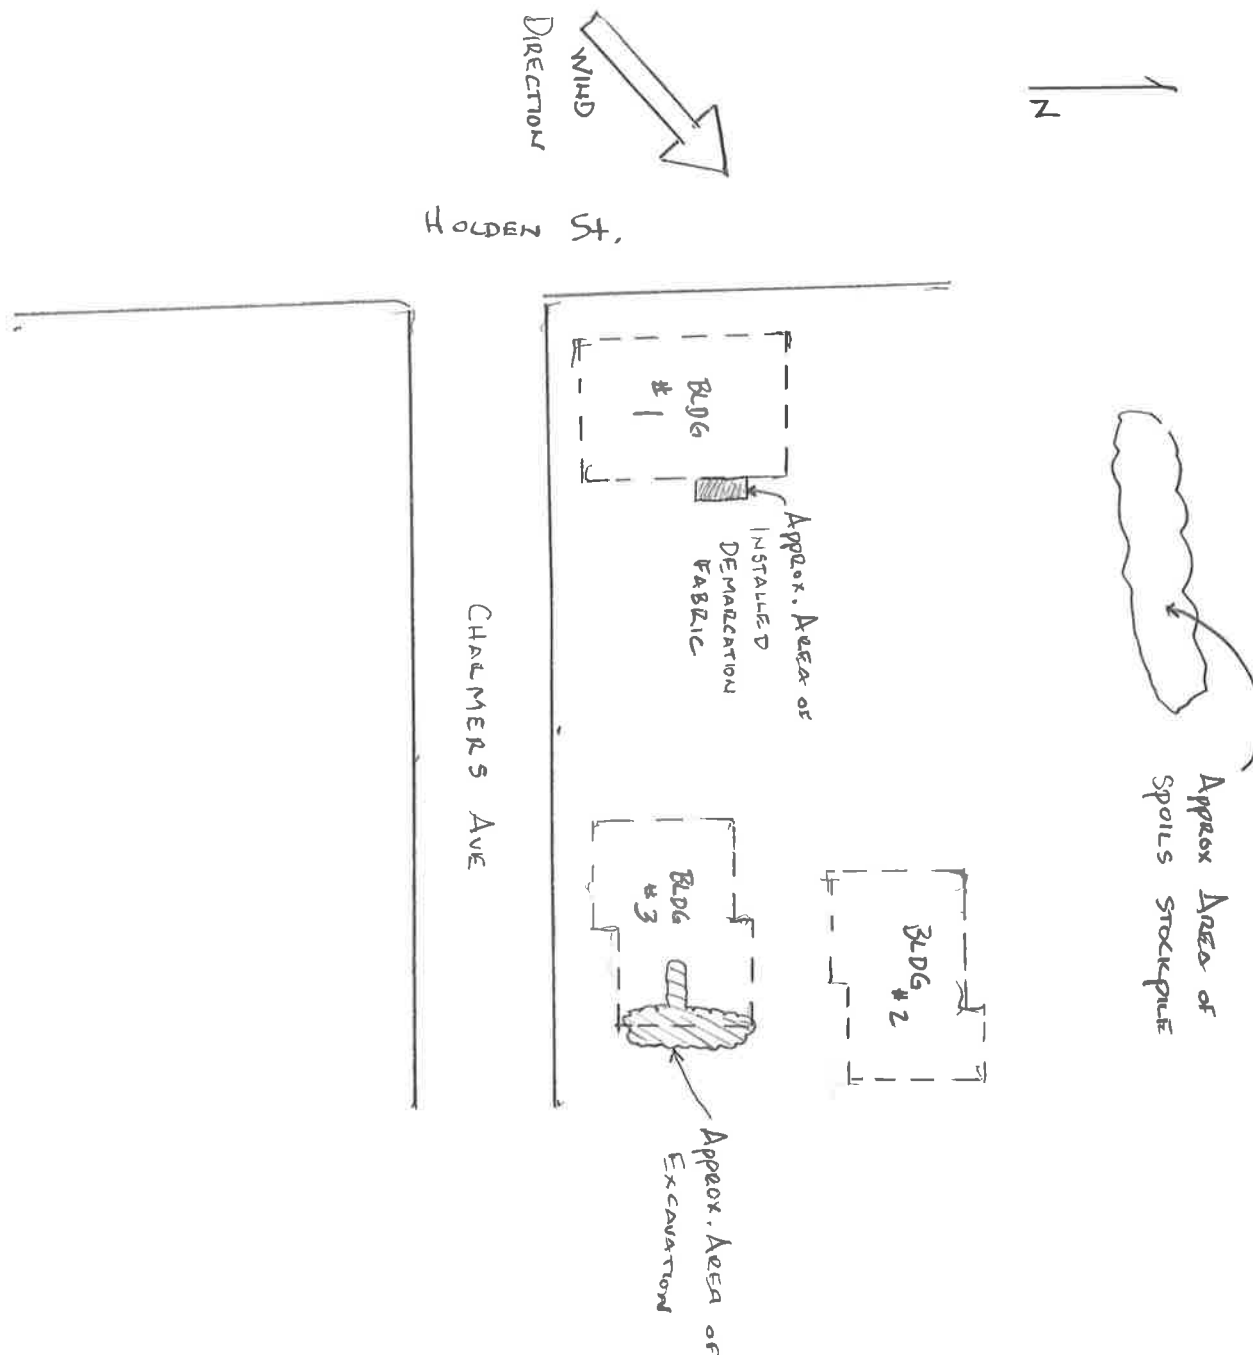 N
WIND
DIRECTION
HOLDEN St.
BLDG
#1
APPROX. AREA OF
INSTALLED
DEMARCATION
FABRIC
CHALMERS AVE
APPROX AREA OF
SPOILS STOCKPILE
BLDG
#2
BLDG
#3
APPROX. AREA OF
EXCAVATION